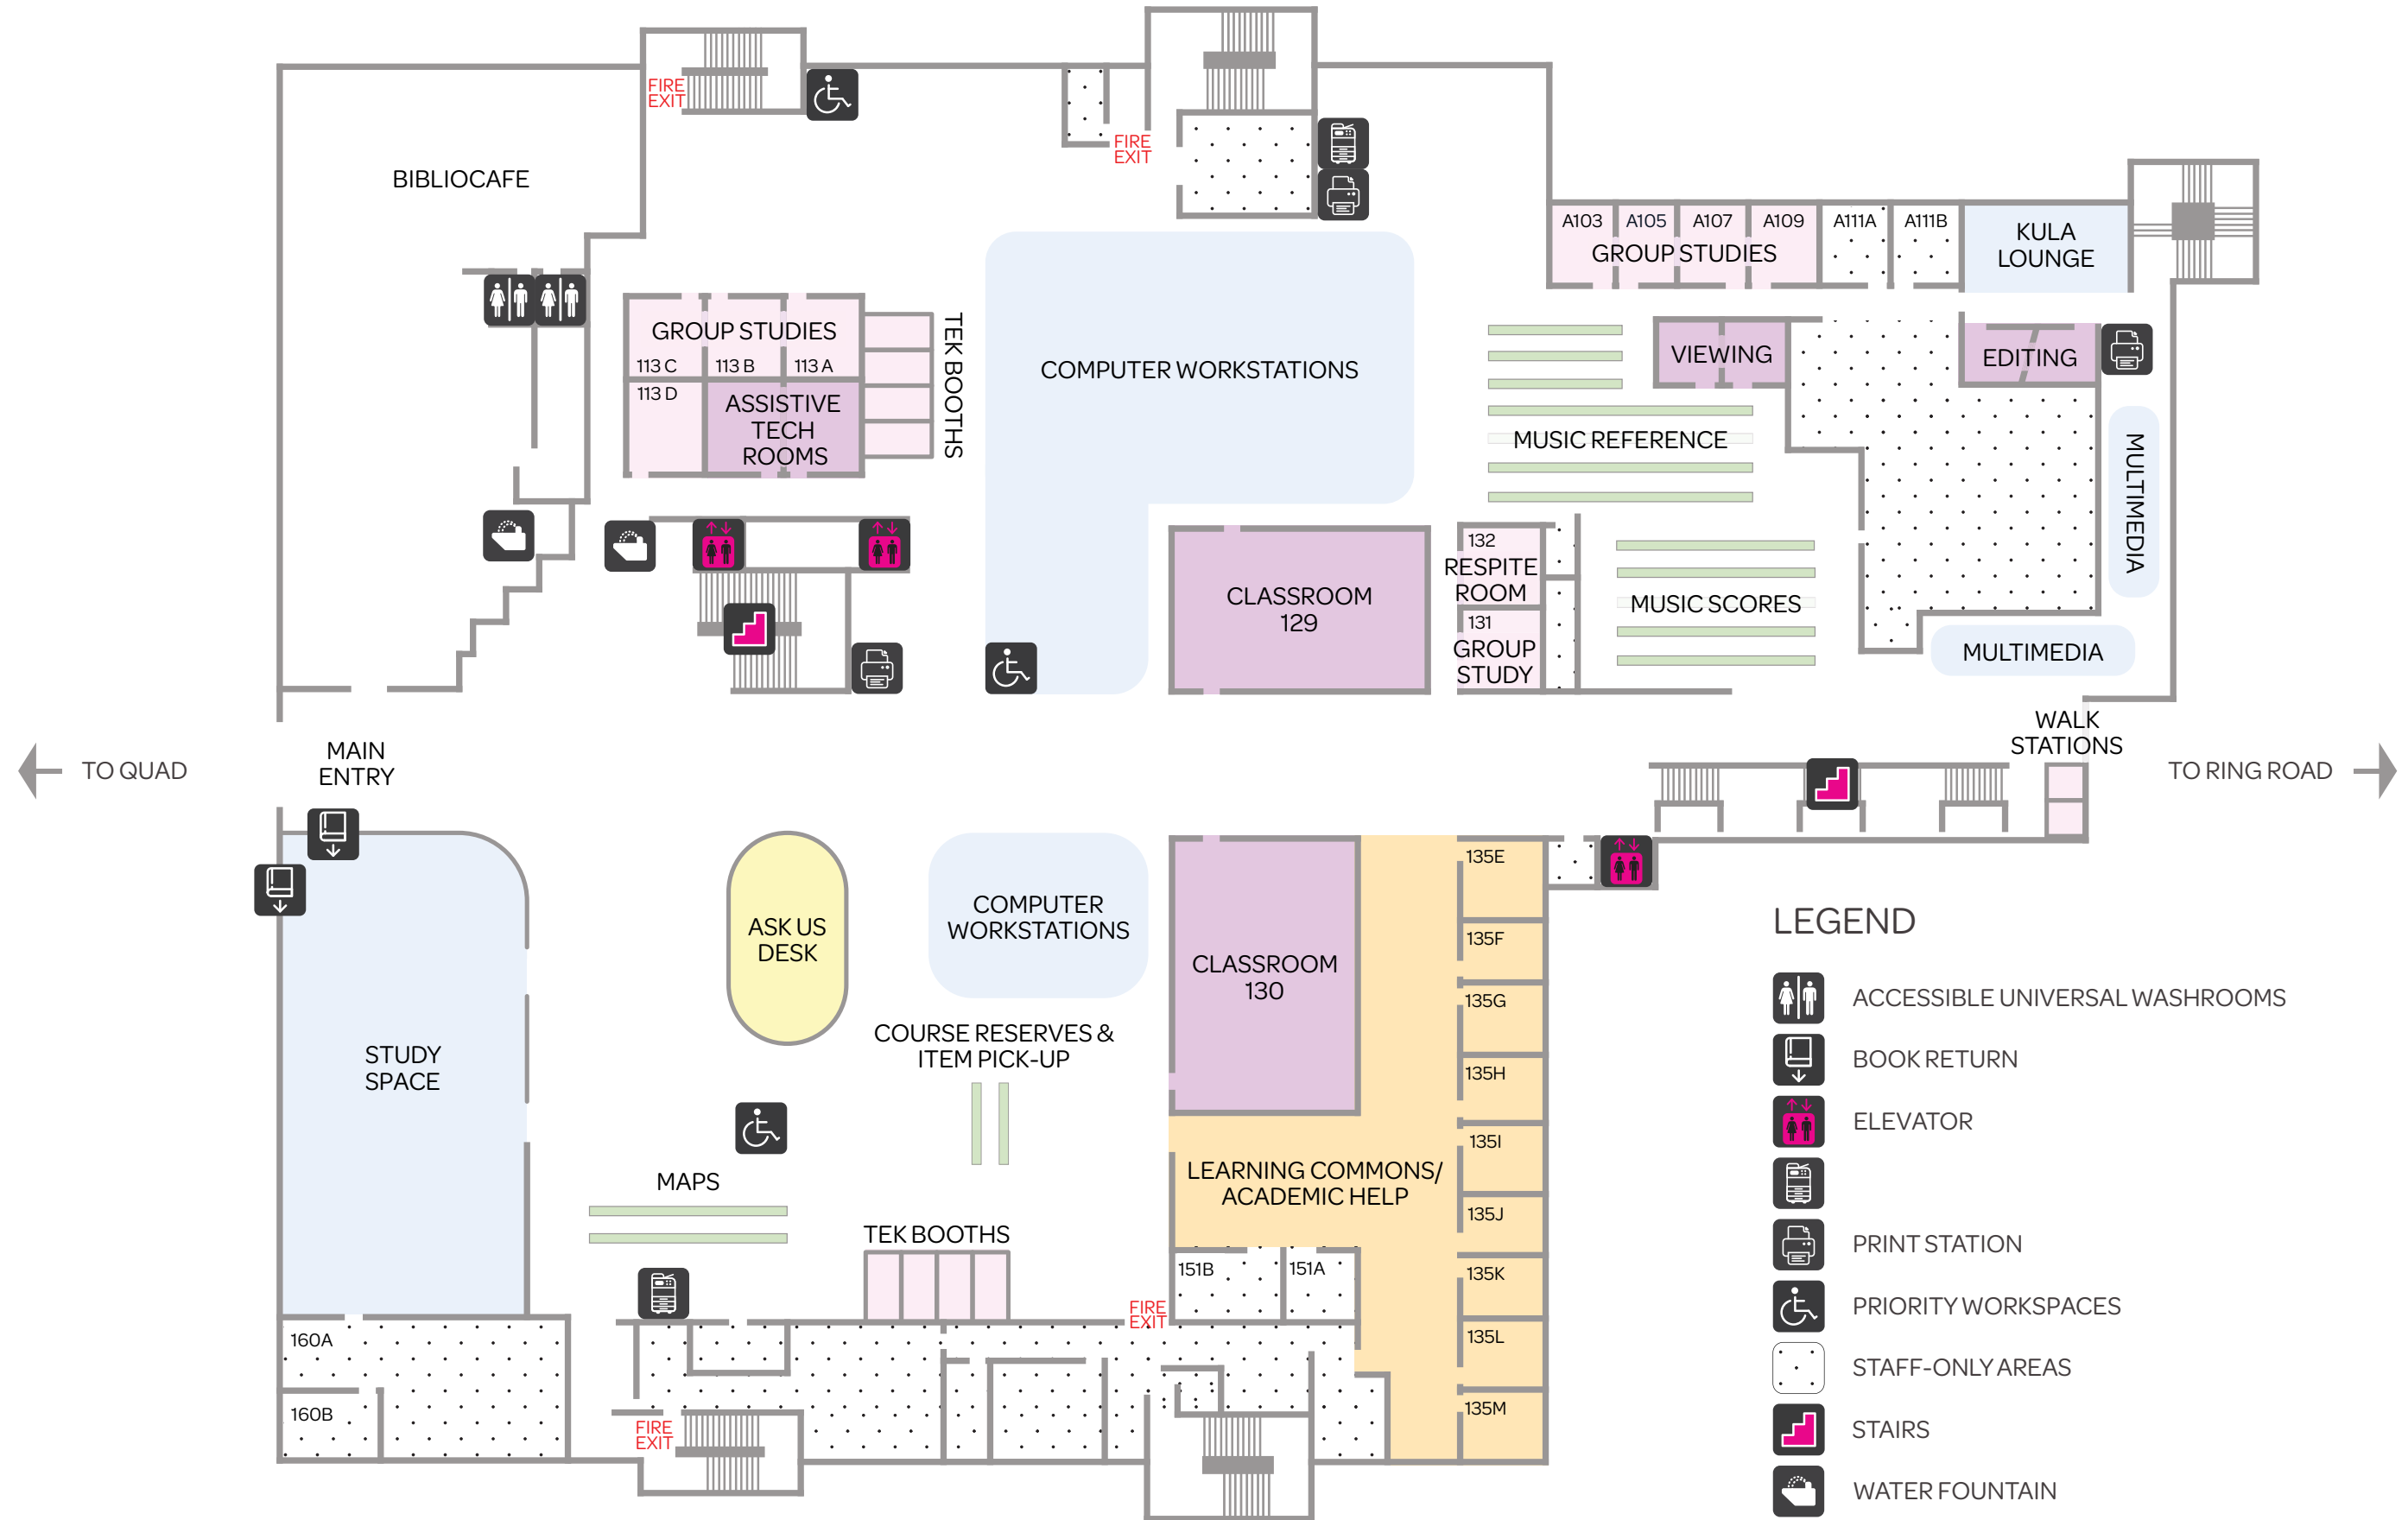 FIRE
EXIT
BIBLIOCAFE
FIRE
EXIT
A103
A105
A107
A109
A111A
A111B
GROUP STUDIES
KULA
LOUNGE
GROUP STUDIES
113 C
113 B
113 A
113 D
ASSISTIVE
TECH
ROOMS
TEK BOOTHS
COMPUTER WORKSTATIONS
VIEWING
EDITING
MUSIC REFERENCE
MULTIMEDIA
CLASSROOM
129
132
RESPITE
ROOM
131
GROUP
STUDY
MUSIC SCORES
MULTIMEDIA
WALK
STATIONS
MAIN
ENTRY
TO QUAD
TO RING ROAD
ASK US
DESK
COMPUTER
WORKSTATIONS
CLASSROOM
130
135E
135F
135G
135H
135I
135J
135K
135L
135M
COURSE RESERVES &
ITEM PICK-UP
STUDY
SPACE
MAPS
LEARNING COMMONS/
ACADEMIC HELP
TEK BOOTHS
151B
151A
FIRE
EXIT
160A
160B
FIRE
EXIT
LEGEND
ACCESSIBLE UNIVERSAL WASHROOMS
BOOK RETURN
ELEVATOR
PRINT STATION
PRIORITY WORKSPACES
STAFF-ONLY AREAS
STAIRS
WATER FOUNTAIN